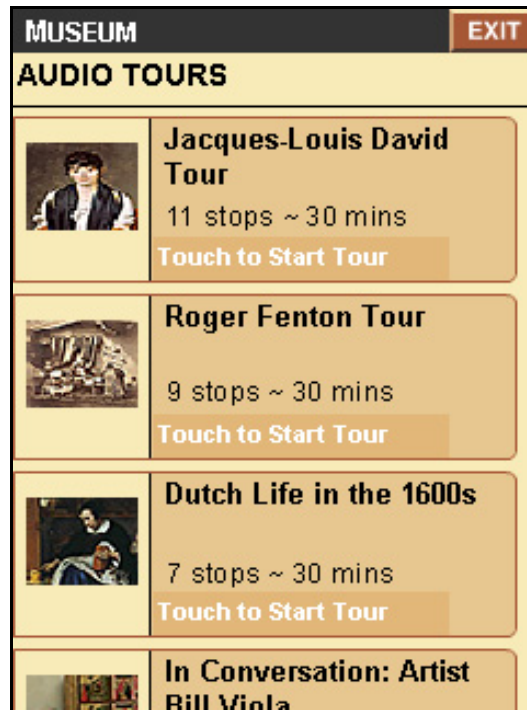 MUSEUM EXIT
AUDIO TOURS
Jacques-Louis David
Tour
11 stops ~ 30 mins
Touch to Start Tour
Roger Fenton Tour
9 stops ~ 30 mins
Touch to Start Tour
Dutch Life in the 1600s
7 stops ~ 30 mins
Touch to Start Tour
In Conversation: Artist
Bill Viola